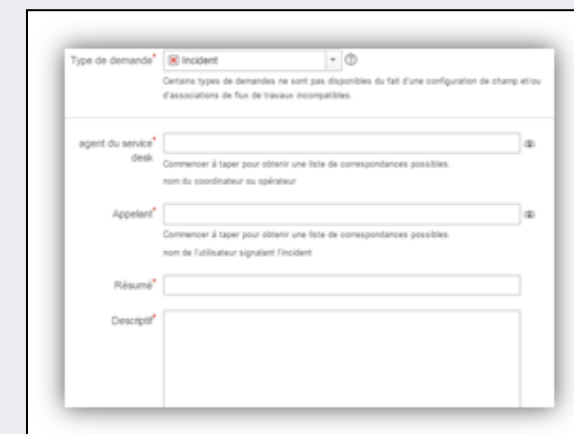 Type de demande* Incident
Certains types de demandes ne sont pas disponibles du fait d'une configuration de champ et/ou
d'associations de flux de travaux incompatibles.
agent du service*
desk
Commencer à taper pour obtenir une liste de correspondances possibles.
nom du coordinateur ou opérateur
Appelant*
Commencer à taper pour obtenir une liste de correspondances possibles.
nom de l'utilisateur signalant l'incident
Résumé*
Descriptif*